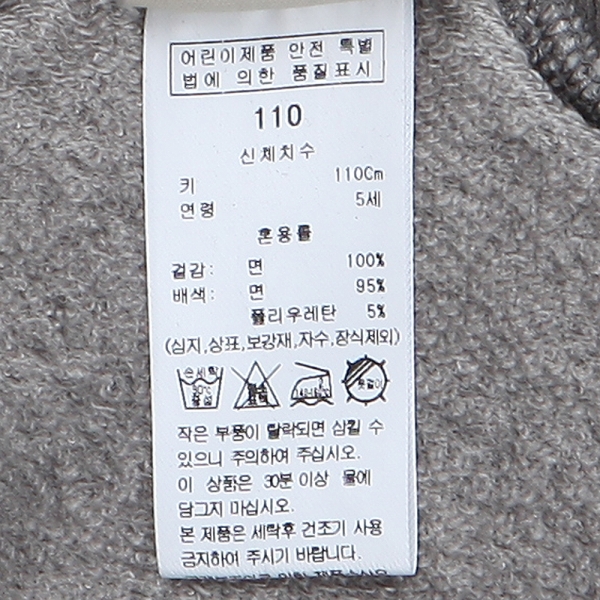 어린이제품 안전 특별
법에 의한 품질표시
110
신체치수
키 110Cm
연령 5세
혼용률
겉감: 면 100%
배색: 면 95%
폴리우레탄 5%
(심지,상표,보강재,자수,장식제외)
손세탁
옷걸이
작은 부품이 탈락되면 삼킬 수
있으니 주의하여 주십시오.
이 상품은 30분이상 물에
담그지 마십시오.
본 제품은 세탁후 건조기 사용
금지하여 주시기 바랍니다.